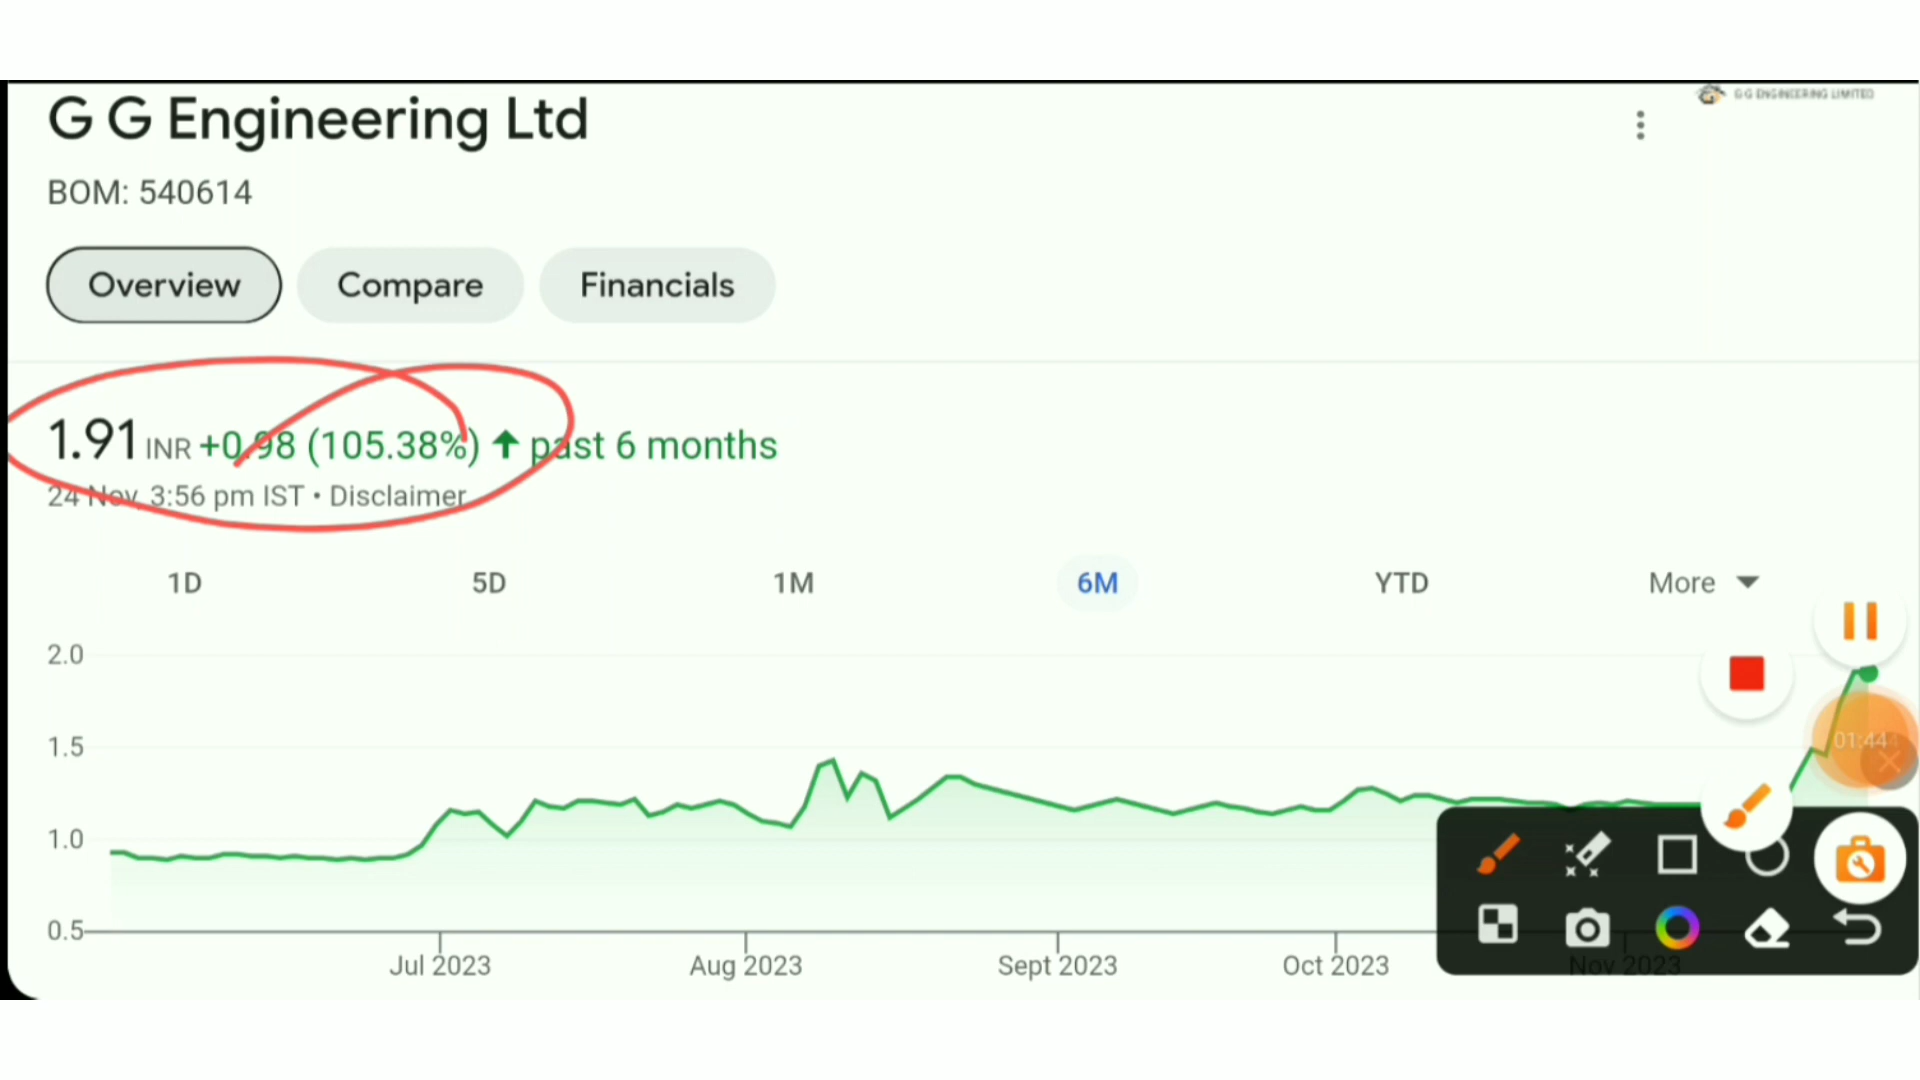 G G Engineering Ltd
G G ENGINEERING LIMITED
BOM: 540614
Overview
Compare
Financials
1.91 INR +0.98 (105.38%) ↑ past 6 months
24 Nov, 3:56 pm IST • Disclaimer
1D
5D
1M
6M
YTD
More
2.0
1.5
1.0
0.5
01:44
Jul 2023
Aug 2023
Sept 2023
Oct 2023
Nov 2023